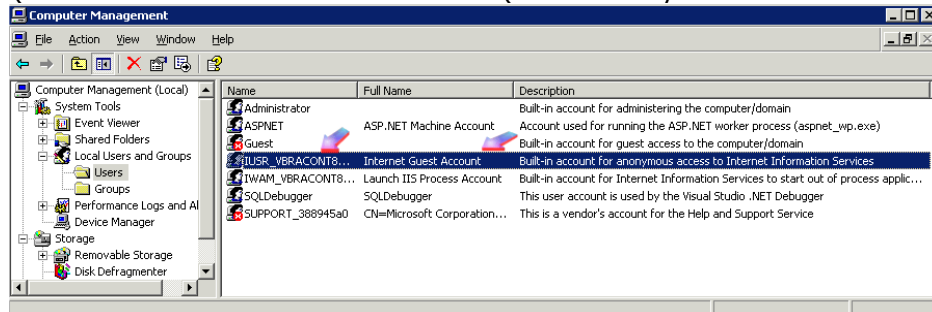 Computer Management
File Action View Window Help
Computer Management (Local)
System Tools
Event Viewer
Shared Folders
Local Users and Groups
Users
Groups
Performance Logs and Al
Device Manager
Storage
Removable Storage
Disk Defragmenter
Name Full Name Description
Administrator Built-in account for administering the computer/domain
ASPNET ASP.NET Machine Account Account used for running the ASP.NET worker process (aspnet_wp.exe)
Guest Built-in account for guest access to the computer/domain
IUSR_VBRACONT8... Internet Guest Account Built-in account for anonymous access to Internet Information Services
IWAM_VBRACONT8... Launch IIS Process Account Built-in account for Internet Information Services to start out of process applic...
SQLDebugger SQLDebugger This user account is used by the Visual Studio .NET Debugger
SUPPORT_388945a0 CN=Microsoft Corporation... This is a vendor's account for the Help and Support Service